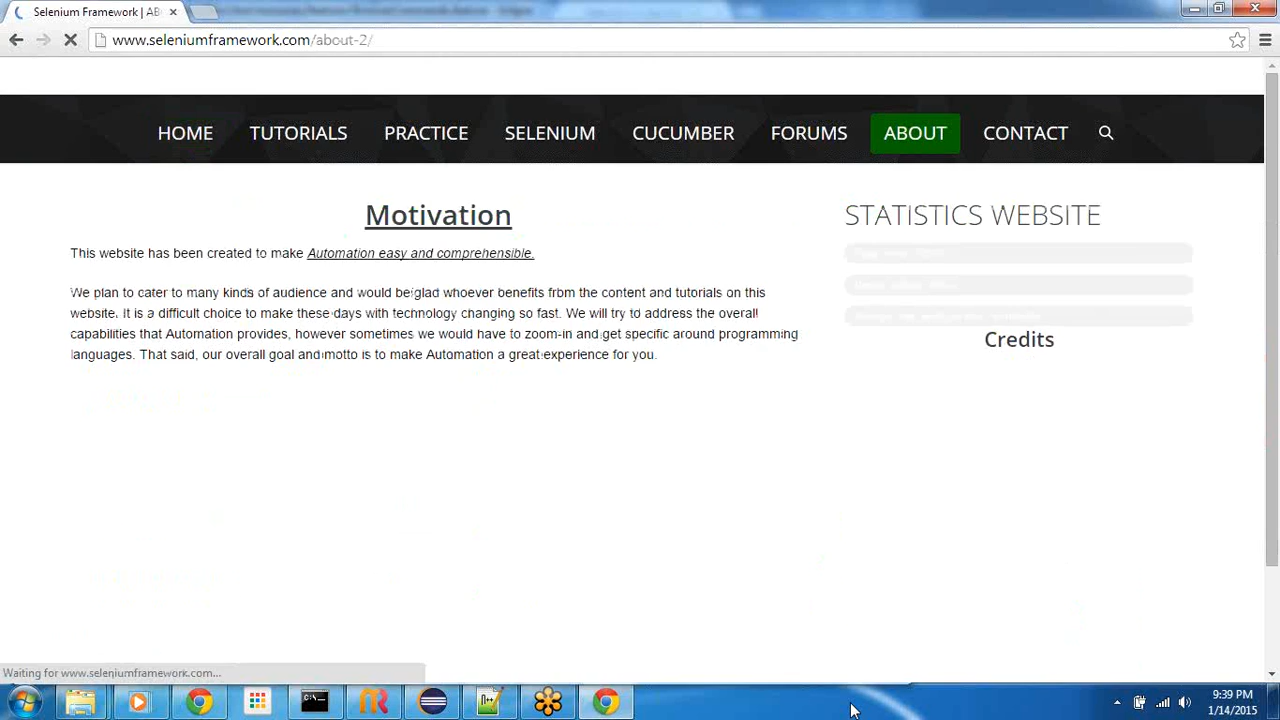 Selenium Framework | AB
www.seleniumframework.com/about-2/
HOME TUTORIALS PRACTICE SELENIUM CUCUMBER FORUMS ABOUT CONTACT
Motivation
This website has been created to make Automation easy and comprehensible.
We plan to cater to many kinds of audience and would be glad whoever benefits from the content and tutorials on this
website. It is a difficult choice to make these days with technology changing so fast. We will try to address the overall
capabilities that Automation provides, however sometimes we would have to zoom-in and get specific around programming
languages. That said, our overall goal and motto is to make Automation a great experience for you.
STATISTICS WEBSITE
Credits
Waiting for www.seleniumframework.com...
9:39 PM
1/14/2015